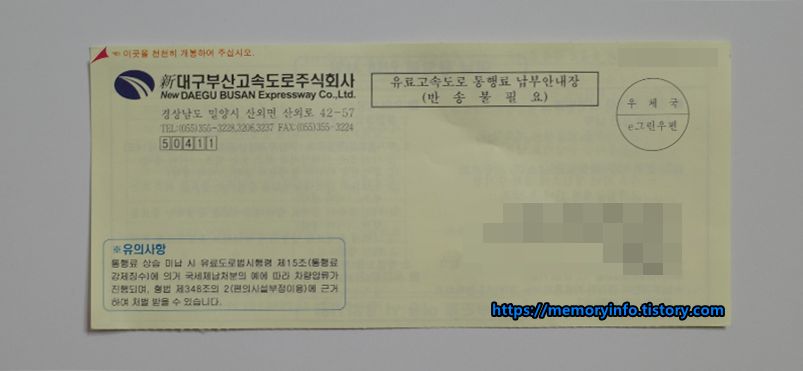 ☜ 이곳을 천천히 개봉하여 주십시오.
新대구부산고속도로주식회사
New DAEGU BUSAN Expressway Co., Ltd.
경상남도 밀양시 산외면 산외로 42-57
TEL:(055)355-3228,3206,3237 FAX:(055)355-3224
50411
유료고속도로 통행료 납부안내장
(반 송 불 필 요)
우 체 국
e그린우편
※유의사항
통행료 상습 미납 시 유료도로법시행령 제15조(통행료
강제징수)에 의거 국세체납처분의 예에 따라 차량압류가
진행되며, 형법 제348조의 2(편의시설부정이용)에 근거
하여 처벌 받을 수 있습니다.
https://memoryinfo.tistory.com